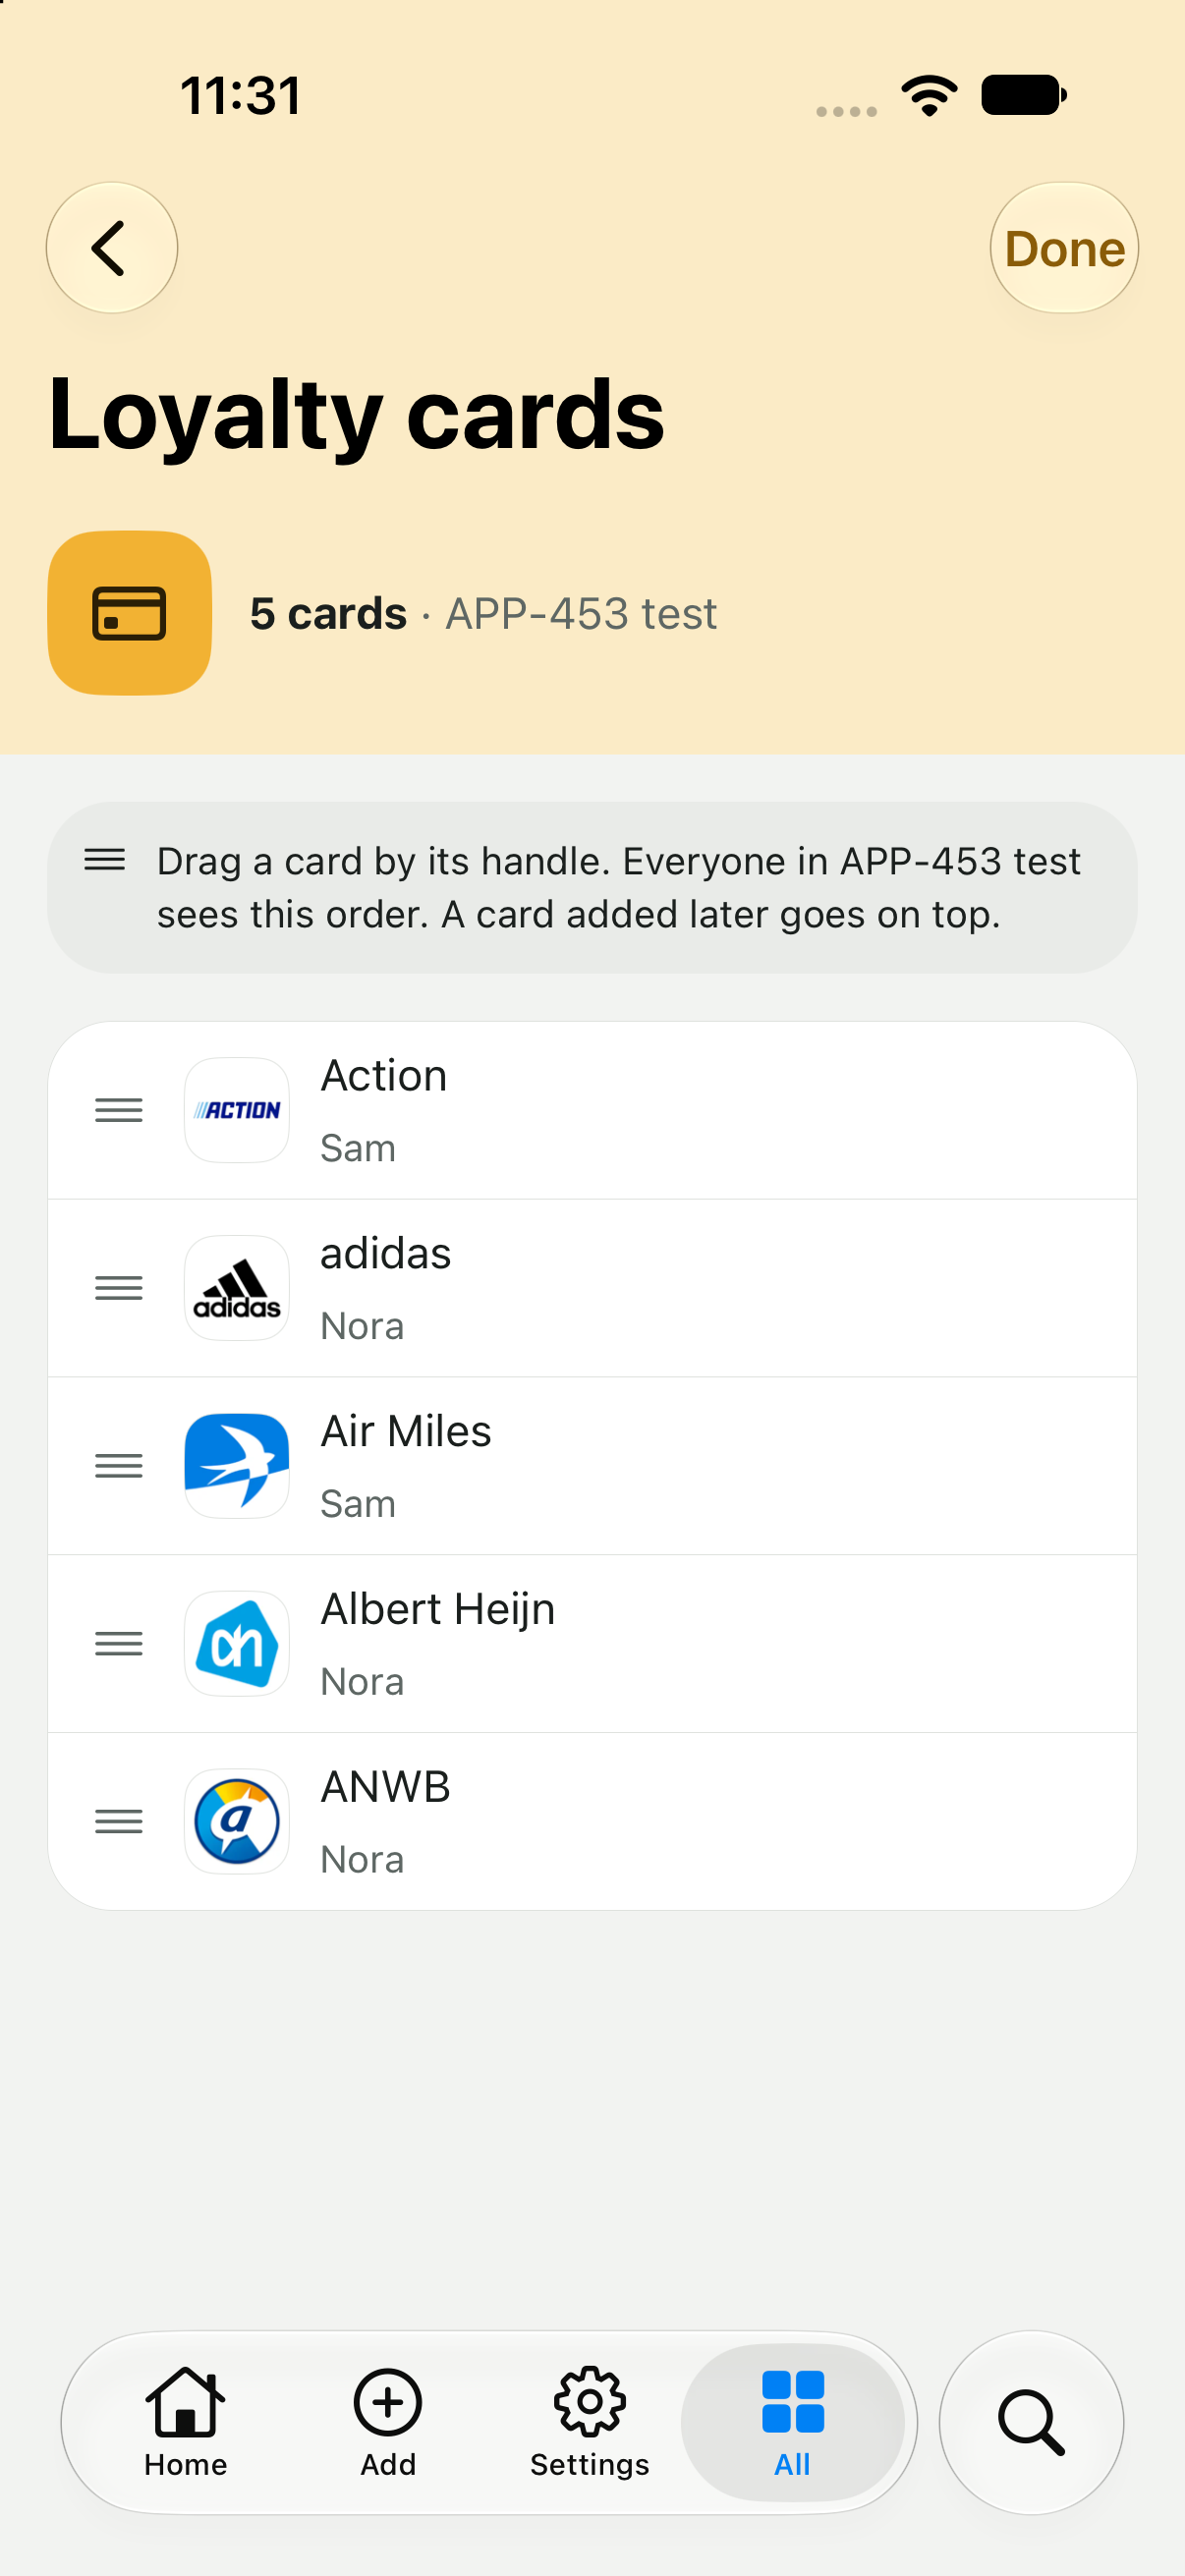 11:31
Done
Loyalty cards
5 cards · APP-453 test
Drag a card by its handle. Everyone in APP-453 test
sees this order. A card added later goes on top.
ACTION
Action
Sam
adidas
adidas
Nora
Air Miles
Sam
ah
Albert Heijn
Nora
a
ANWB
Nora
Home
Add
Settings
All